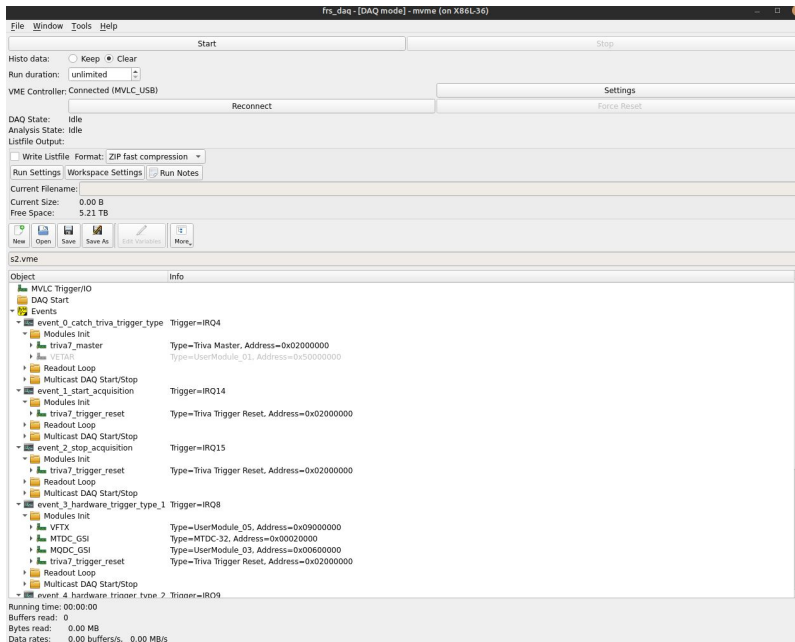 frs_daq - [DAQ mode] - mvme (on X86L-36)
File Window Tools Help
Start Stop
Histo data: Keep Clear
Run duration: unlimited
VME Controller: Connected (MVLC_USB) Settings
Reconnect Force Reset
DAQ State: Idle
Analysis State: Idle
Listfile Output:
Write Listfile Format: ZIP fast compression
Run Settings Workspace Settings Run Notes
Current Filename:
Current Size: 0.00 B
Free Space: 5.21 TB
New Open Save Save As Edit Variables More
s2.vme
Object Info
MVLC Trigger/IO
DAQ Start
Events
event_0_catch_triva_trigger_type Trigger=IRQ4
Modules Init
triva7_master Type=Triva Master, Address=0x02000000
VETAR Type=UserModule_01, Address=0x50000000
Readout Loop
Multicast DAQ Start/Stop
event_1_start_acquisition Trigger=IRQ14
Modules Init
triva7_trigger_reset Type=Triva Trigger Reset, Address=0x02000000
Readout Loop
Multicast DAQ Start/Stop
event_2_stop_acquisition Trigger=IRQ15
Modules Init
triva7_trigger_reset Type=Triva Trigger Reset, Address=0x02000000
Readout Loop
Multicast DAQ Start/Stop
event_3_hardware_trigger_type_1 Trigger=IRQ8
Modules Init
VFTX Type=UserModule_05, Address=0x09000000
MTDC_GSI Type=MTDC-32, Address=0x00020000
MQDC_GSI Type=UserModule_03, Address=0x00600000
triva7_trigger_reset Type=Triva Trigger Reset, Address=0x02000000
Readout Loop
Multicast DAQ Start/Stop
event_4_hardware_trigger_type_2 Trigger=IRQ9
Running time: 00:00:00
Buffers read: 0
Bytes read: 0.00 MB
Data rates: 0.00 buffers/s, 0.00 MB/s